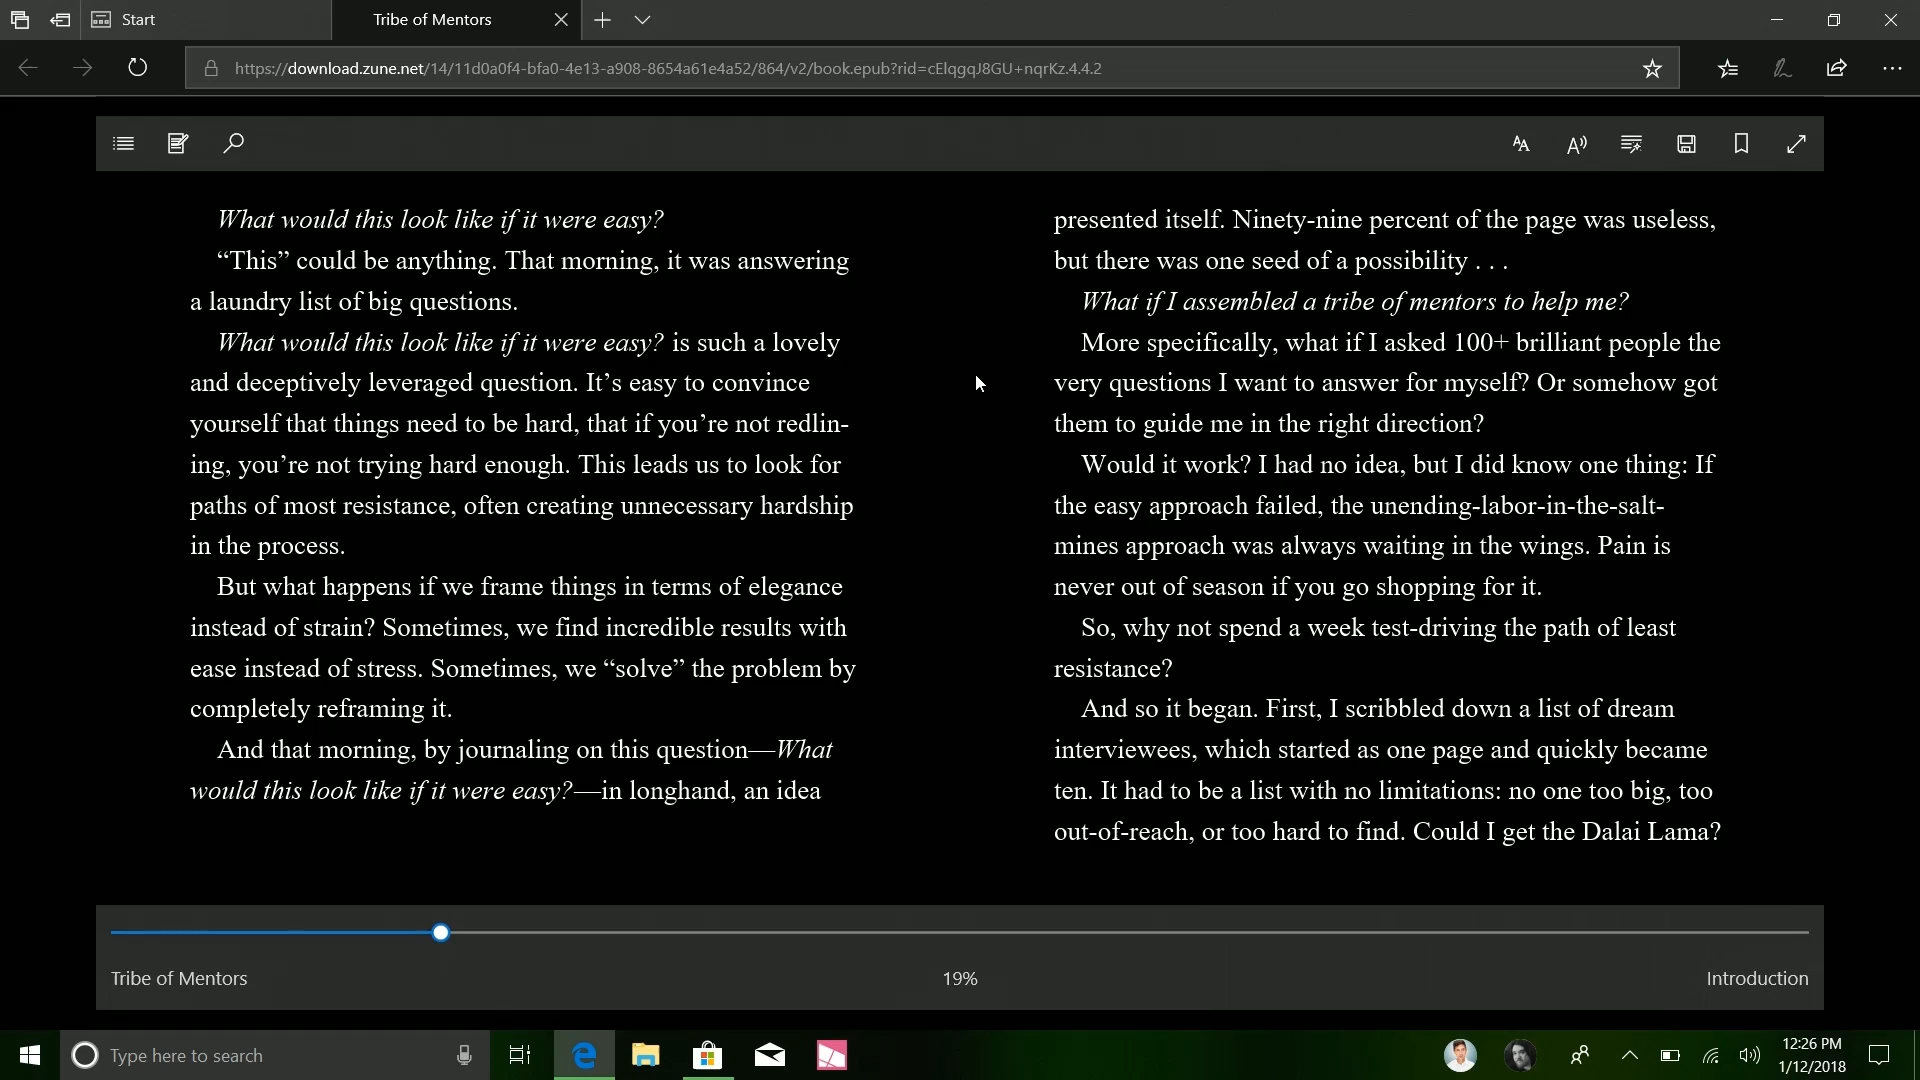 Start
Tribe of Mentors
https://download.zune.net/14/11d0a0f4-bfa0-4e13-a908-8654a61e4a52/864/v2/book.epub?rid=cElqgqJ8GU+nqrKz.4.4.2
What would this look like if it were easy?
“This” could be anything. That morning, it was answering
a laundry list of big questions.
What would this look like if it were easy? is such a lovely
and deceptively leveraged question. It’s easy to convince
yourself that things need to be hard, that if you’re not redlin-
ing, you’re not trying hard enough. This leads us to look for
paths of most resistance, often creating unnecessary hardship
in the process.
But what happens if we frame things in terms of elegance
instead of strain? Sometimes, we find incredible results with
ease instead of stress. Sometimes, we “solve” the problem by
completely reframing it.
And that morning, by journaling on this question—What
would this look like if it were easy?—in longhand, an idea
presented itself. Ninety-nine percent of the page was useless,
but there was one seed of a possibility . . .
What if I assembled a tribe of mentors to help me?
More specifically, what if I asked 100+ brilliant people the
very questions I want to answer for myself? Or somehow got
them to guide me in the right direction?
Would it work? I had no idea, but I did know one thing: If
the easy approach failed, the unending-labor-in-the-salt-
mines approach was always waiting in the wings. Pain is
never out of season if you go shopping for it.
So, why not spend a week test-driving the path of least
resistance?
And so it began. First, I scribbled down a list of dream
interviewees, which started as one page and quickly became
ten. It had to be a list with no limitations: no one too big, too
out-of-reach, or too hard to find. Could I get the Dalai Lama?
Tribe of Mentors
19%
Introduction
Type here to search
12:26 PM
1/12/2018